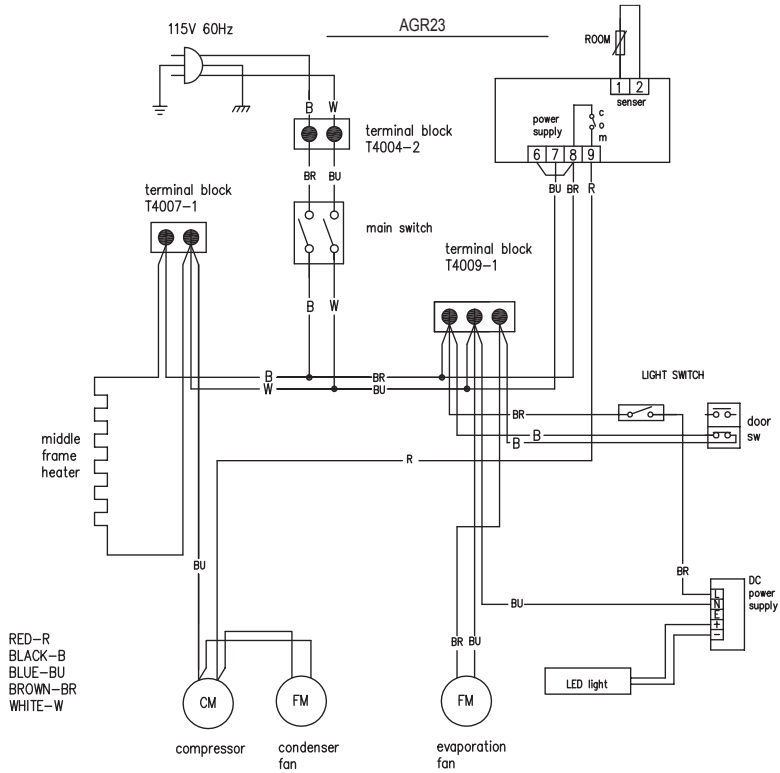 AGR23
115V 60Hz
ROOM
1 2
senser
B W
power
supply
c
o
m
terminal block
T4004-2
6 7 8 9
BR BU
BU BR R
terminal block
T4007-1
main switch
terminal block
T4009-1
B W
B BR
W BU
LIGHT SWITCH
BR
door
sw
B
B
middle
frame
heater
R
BU
BR
DC
power
supply
L
N
E
+
-
BU
RED-R
BLACK-B
BLUE-BU
BROWN-BR
WHITE-W
BR BU
LED light
CM
FM
FM
compressor
condenser
fan
evaporation
fan